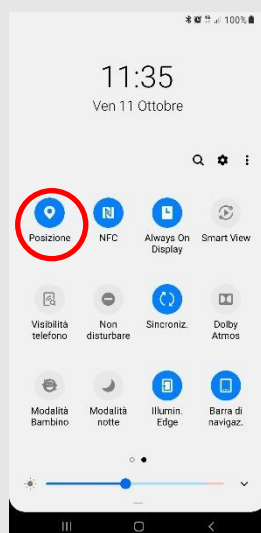 100%
11:35
Ven 11 Ottobre
Posizione NFC Always On Display Smart View
Visibilità telefono Non disturbare Sincroniz. Dolby Atmos
Modalità Bambino Modalità notte Illumin. Edge Barra di navigaz.